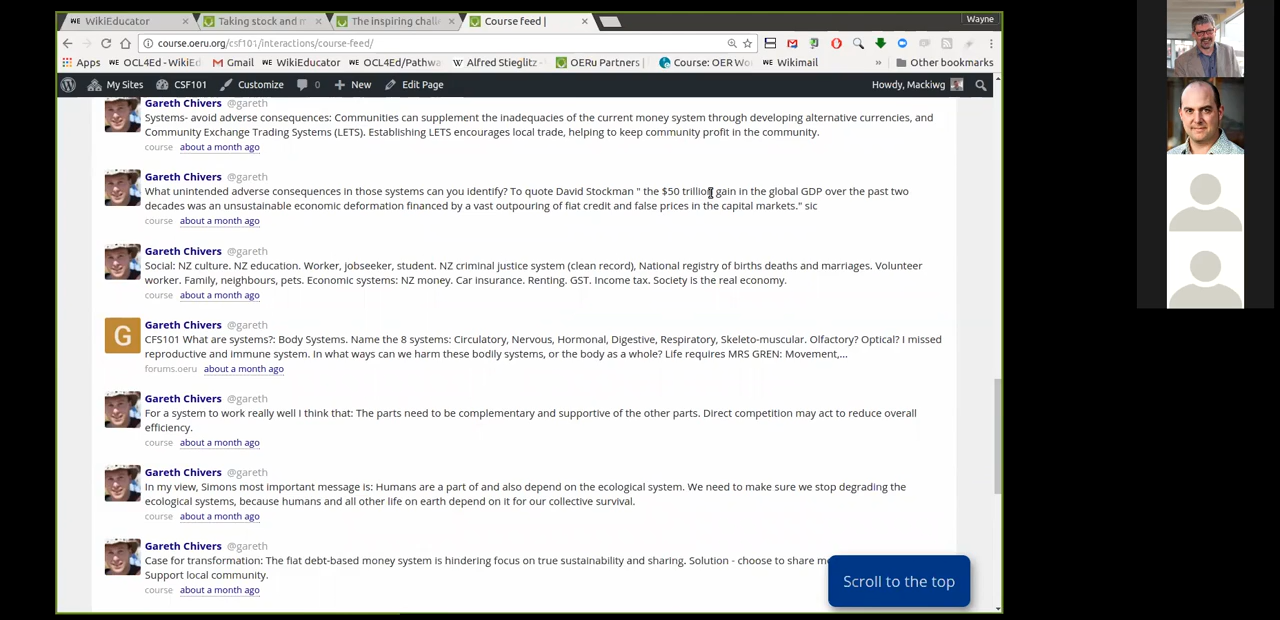 WikiEducator
Taking stock and m
The inspiring challe
Course feed |
Wayne
course.oeru.org/csf101/interactions/course-feed/
Apps
OCL4Ed - WikiEd
Gmail
WikiEducator
OCL4Ed/Pathwa
Alfred Stieglitz -
OERu Partners |
Course: OER Wo
Wikimail
»
Other bookmarks
My Sites
CSF101
Customize
0
New
Edit Page
Howdy, Mackiwg
Gareth Chivers @gareth
Systems- avoid adverse consequences: Communities can supplement the inadequacies of the current money system through developing alternative currencies, and
Community Exchange Trading Systems (LETS). Establishing LETS encourages local trade, helping to keep community profit in the community.
course about a month ago
Gareth Chivers @gareth
What unintended adverse consequences in those systems can you identify? To quote David Stockman " the $50 trillion gain in the global GDP over the past two
decades was an unsustainable economic deformation financed by a vast outpouring of fiat credit and false prices in the capital markets." sic
course about a month ago
Gareth Chivers @gareth
Social: NZ culture. NZ education. Worker, jobseeker, student. NZ criminal justice system (clean record), National registry of births deaths and marriages. Volunteer
worker. Family, neighbours, pets. Economic systems: NZ money. Car insurance. Renting. GST. Income tax. Society is the real economy.
course about a month ago
G
Gareth Chivers @gareth
CFS101 What are systems?: Body Systems. Name the 8 systems: Circulatory, Nervous, Hormonal, Digestive, Respiratory, Skeleto-muscular. Olfactory? Optical? I missed
reproductive and immune system. In what ways can we harm these bodily systems, or the body as a whole? Life requires MRS GREN: Movement,...
forums.oeru about a month ago
Gareth Chivers @gareth
For a system to work really well I think that: The parts need to be complementary and supportive of the other parts. Direct competition may act to reduce overall
efficiency.
course about a month ago
Gareth Chivers @gareth
In my view, Simons most important message is: Humans are a part of and also depend on the ecological system. We need to make sure we stop degrading the
ecological systems, because humans and all other life on earth depend on it for our collective survival.
course about a month ago
Gareth Chivers @gareth
Case for transformation: The fiat debt-based money system is hindering focus on true sustainability and sharing. Solution - choose to share m
Support local community.
course about a month ago
Scroll to the top